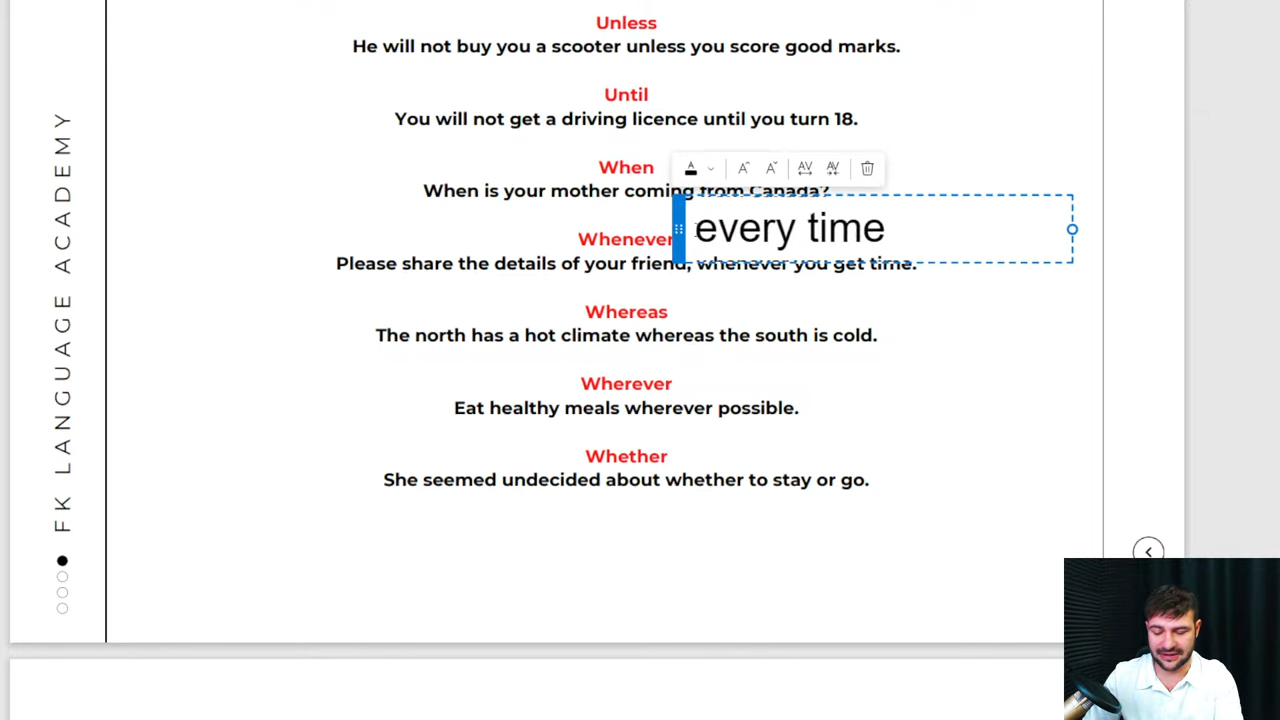 Unless
He will not buy you a scooter unless you score good marks.
Until
You will not get a driving licence until you turn 18.
When
When is your mother coming from Canada?
every time
Whenever
Please share the details of your friend, whenever you get time.
Whereas
The north has a hot climate whereas the south is cold.
Wherever
Eat healthy meals wherever possible.
Whether
She seemed undecided about whether to stay or go.
FK LANGUAGE ACADEMY